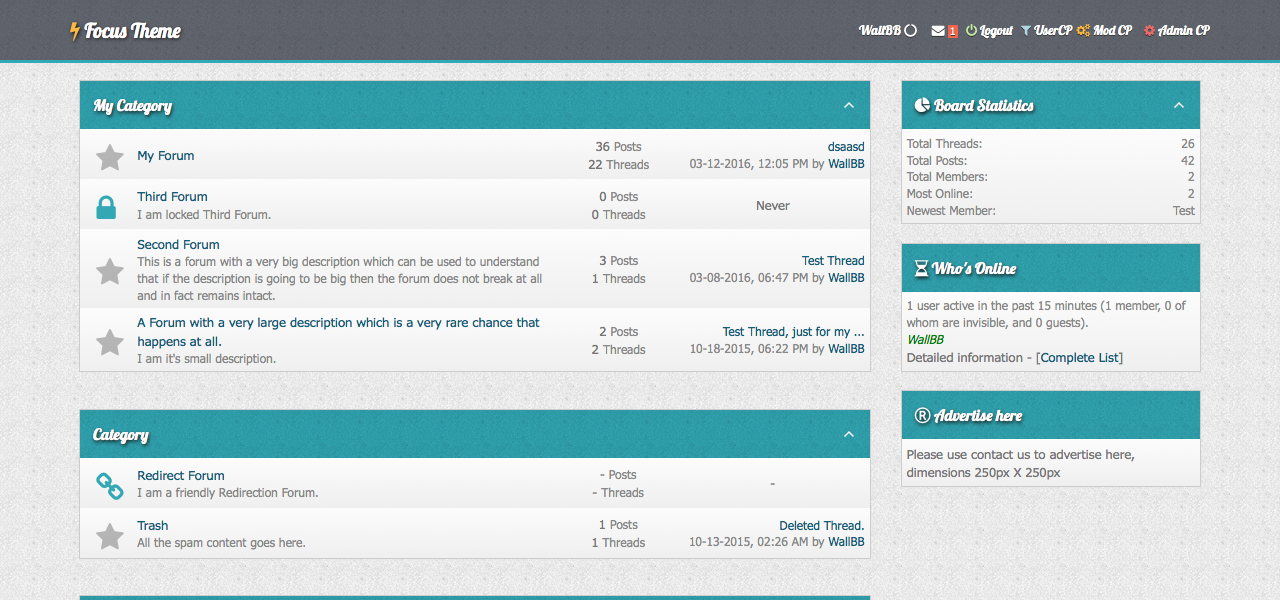 Focus Theme
WallBB 1 Logout UserCP Mod CP Admin CP
My Category
My Forum
36 Posts
22 Threads
dsaasd
03-12-2016, 12:05 PM by WallBB
Third Forum
I am locked Third Forum.
0 Posts
0 Threads
Never
Second Forum
This is a forum with a very big description which can be used to understand
that if the description is going to be big then the forum does not break at all
and in fact remains intact.
3 Posts
1 Threads
Test Thread
03-08-2016, 06:47 PM by WallBB
A Forum with a very large description which is a very rare chance that
happens at all.
I am it's small description.
2 Posts
2 Threads
Test Thread, just for my ...
10-18-2015, 06:22 PM by WallBB
Category
Redirect Forum
I am a friendly Redirection Forum.
- Posts
- Threads
-
Trash
All the spam content goes here.
1 Posts
1 Threads
Deleted Thread.
10-13-2015, 02:26 AM by WallBB
Board Statistics
Total Threads: 26
Total Posts: 42
Total Members: 2
Most Online: 2
Newest Member: Test
Who's Online
1 user active in the past 15 minutes (1 member, 0 of
whom are invisible, and 0 guests).
WallBB
Detailed information - [Complete List]
® Advertise here
Please use contact us to advertise here,
dimensions 250px X 250px